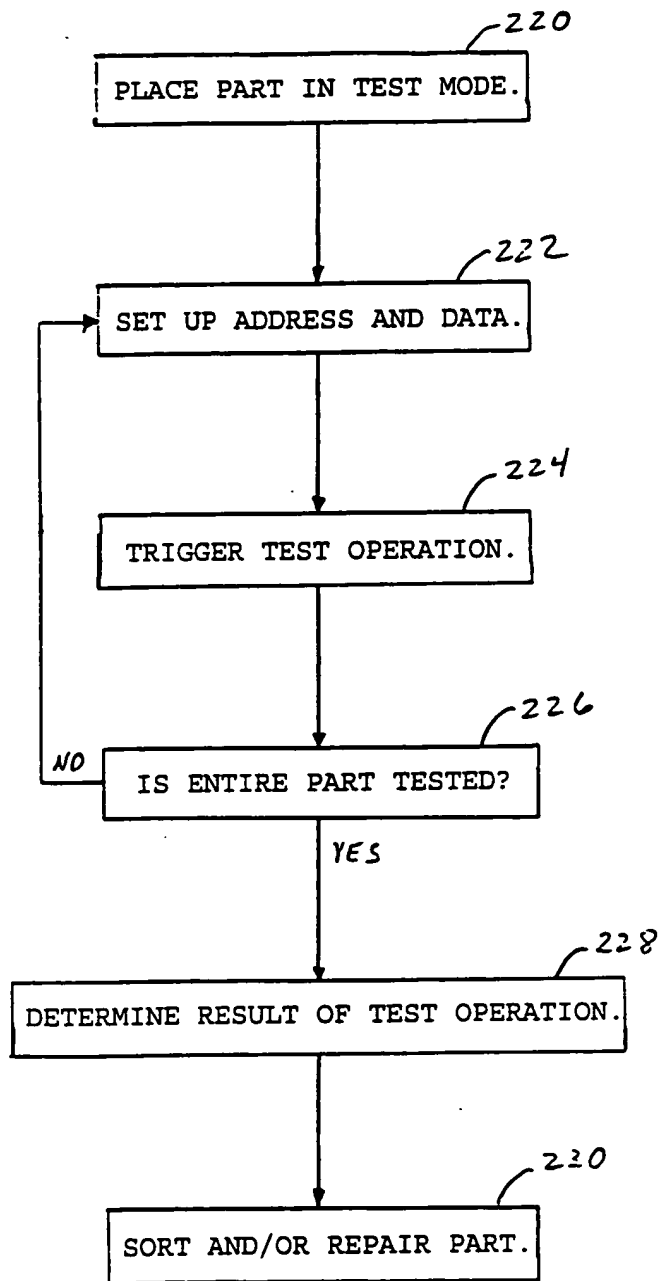 220
PLACE PART IN TEST MODE.
222
SET UP ADDRESS AND DATA.
224
TRIGGER TEST OPERATION.
226
NO
IS ENTIRE PART TESTED?
YES
228
DETERMINE RESULT OF TEST OPERATION.
230
SORT AND/OR REPAIR PART.